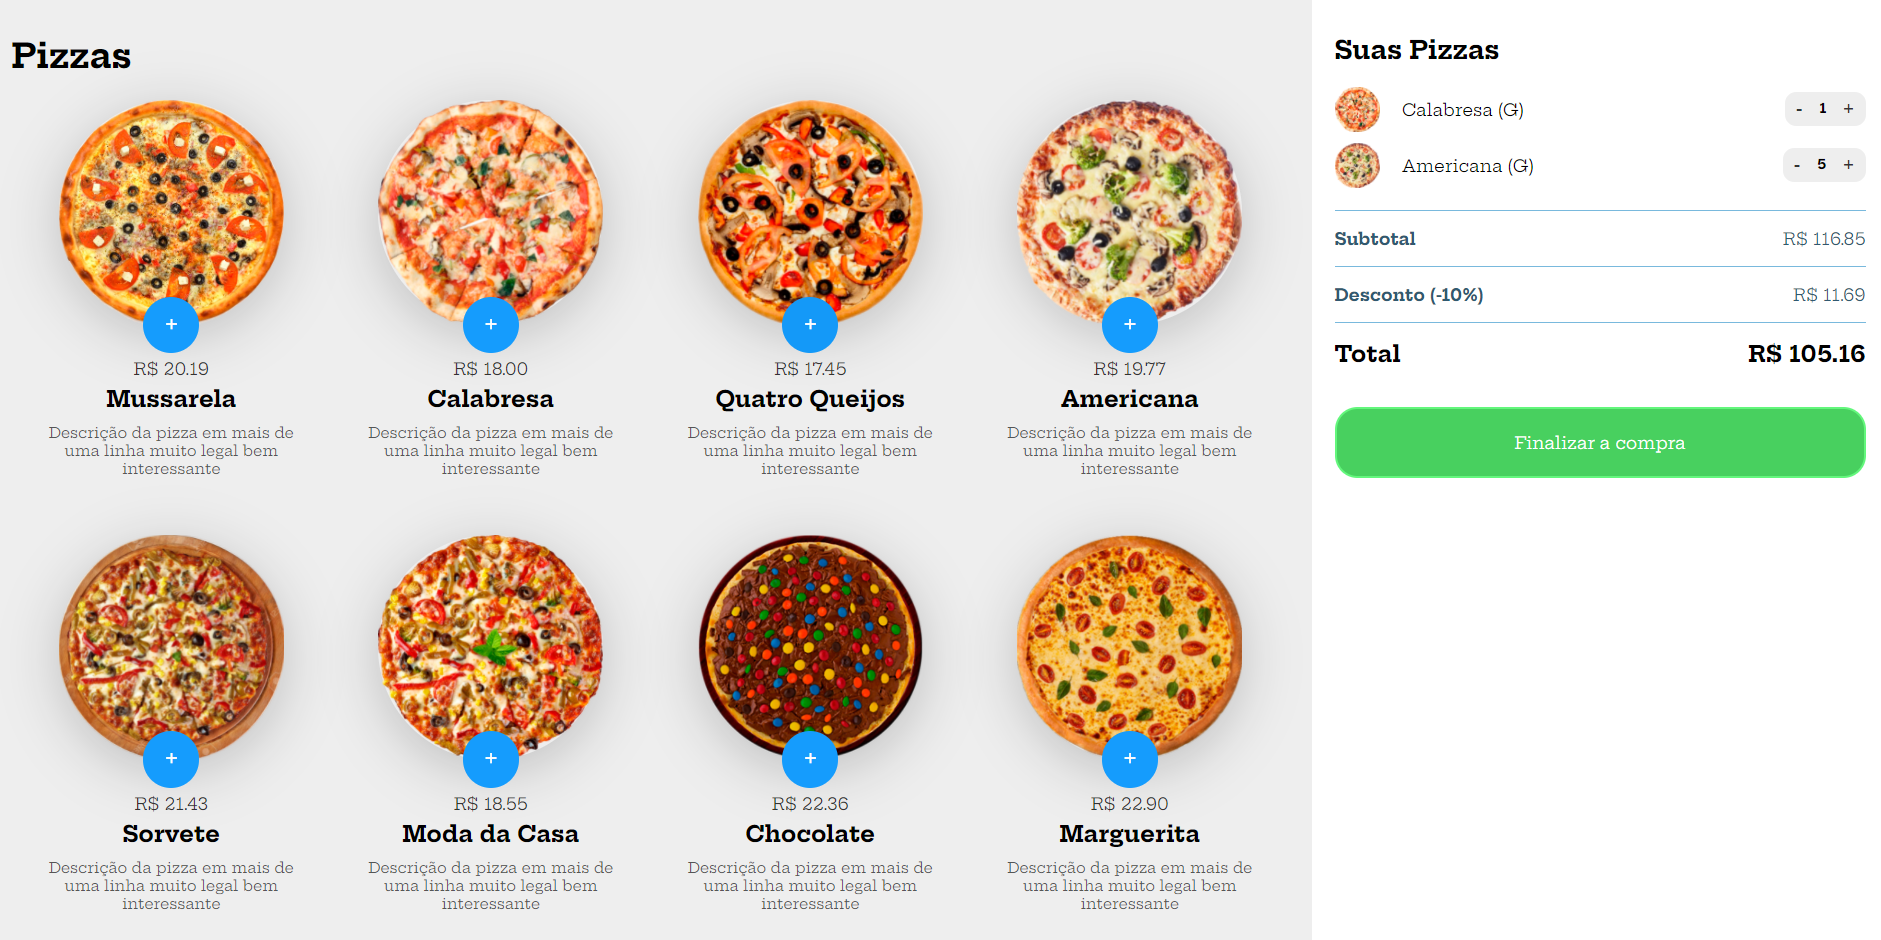 Pizzas
+
R$ 20.19
Mussarela
Descrição da pizza em mais de
uma linha muito legal bem
interessante
+
R$ 18.00
Calabresa
Descrição da pizza em mais de
uma linha muito legal bem
interessante
+
R$ 17.45
Quatro Queijos
Descrição da pizza em mais de
uma linha muito legal bem
interessante
+
R$ 19.77
Americana
Descrição da pizza em mais de
uma linha muito legal bem
interessante
+
R$ 21.43
Sorvete
Descrição da pizza em mais de
uma linha muito legal bem
interessante
+
R$ 18.55
Moda da Casa
Descrição da pizza em mais de
uma linha muito legal bem
interessante
+
R$ 22.36
Chocolate
Descrição da pizza em mais de
uma linha muito legal bem
interessante
+
R$ 22.90
Marguerita
Descrição da pizza em mais de
uma linha muito legal bem
interessante
Suas Pizzas
Calabresa (G) - 1 +
Americana (G) - 5 +
Subtotal R$ 116.85
Desconto (-10%) R$ 11.69
Total R$ 105.16
Finalizar a compra